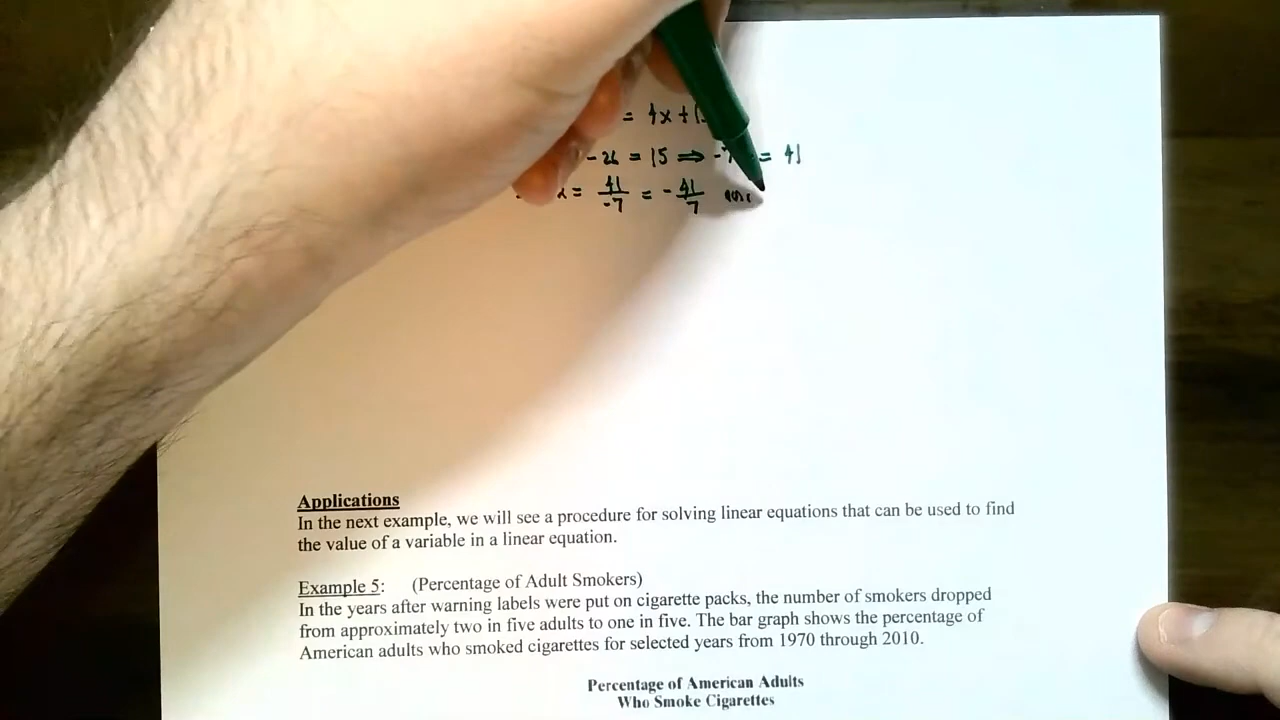 = 4x + 
-26 = 15 ⇒ -7 = 41
x = 41/-7 = -41/7
Applications
In the next example, we will see a procedure for solving linear equations that can be used to find
the value of a variable in a linear equation.
Example 5: (Percentage of Adult Smokers)
In the years after warning labels were put on cigarette packs, the number of smokers dropped
from approximately two in five adults to one in five. The bar graph shows the percentage of
American adults who smoked cigarettes for selected years from 1970 through 2010.
Percentage of American Adults
Who Smoke Cigarettes